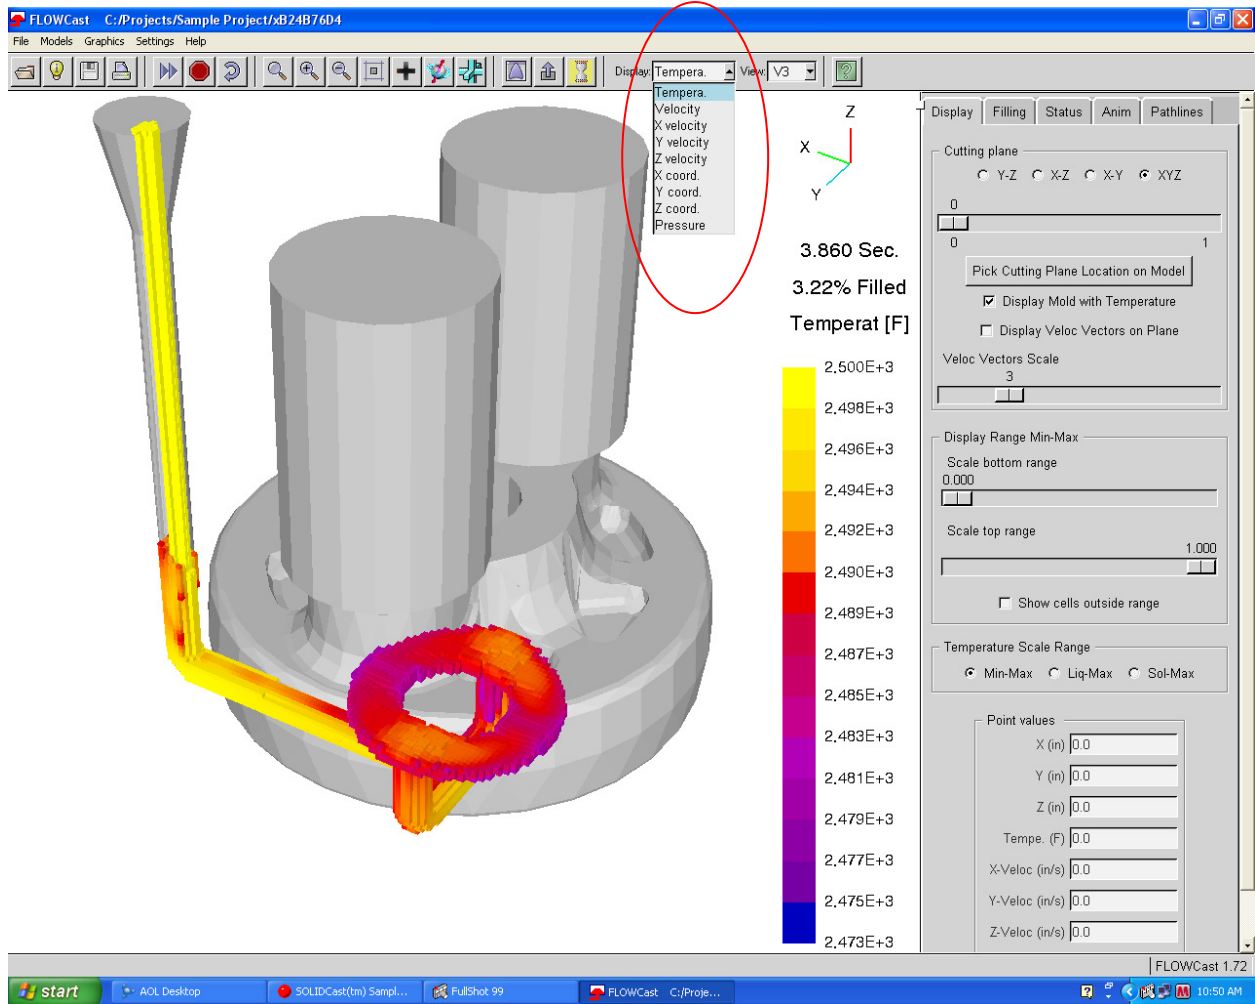 FLOWCast C:/Projects/Sample Project/xB24B76D4
File Models Graphics Settings Help
Display: Tempera. View: V3
Tempera.
Velocity
X velocity
Y velocity
Z velocity
X coord.
Y coord.
Z coord.
Pressure
Z
X
Y
3.860 Sec.
3.22% Filled
Temperat [F]
2.500E+3
2.498E+3
2.496E+3
2.494E+3
2.492E+3
2.490E+3
2.489E+3
2.487E+3
2.485E+3
2.483E+3
2.481E+3
2.479E+3
2.477E+3
2.475E+3
2.473E+3
Display Filling Status Anim Pathlines
Cutting plane
Y-Z X-Z X-Y XYZ
0
0 1
Pick Cutting Plane Location on Model
Display Mold with Temperature
Display Veloc Vectors on Plane
Veloc Vectors Scale
3
Display Range Min-Max
Scale bottom range
0.000
Scale top range
1.000
Show cells outside range
Temperature Scale Range
Min-Max Liq-Max Sol-Max
Point values
X (in) 0.0
Y (in) 0.0
Z (in) 0.0
Tempe. (F) 0.0
X-Veloc (in/s) 0.0
Y-Veloc (in/s) 0.0
Z-Veloc (in/s) 0.0
FLOWCast 1.72
start AOL Desktop SOLIDCast(tm) Sampl... FullShot 99 FLOWCast C:/Proje... 10:50 AM